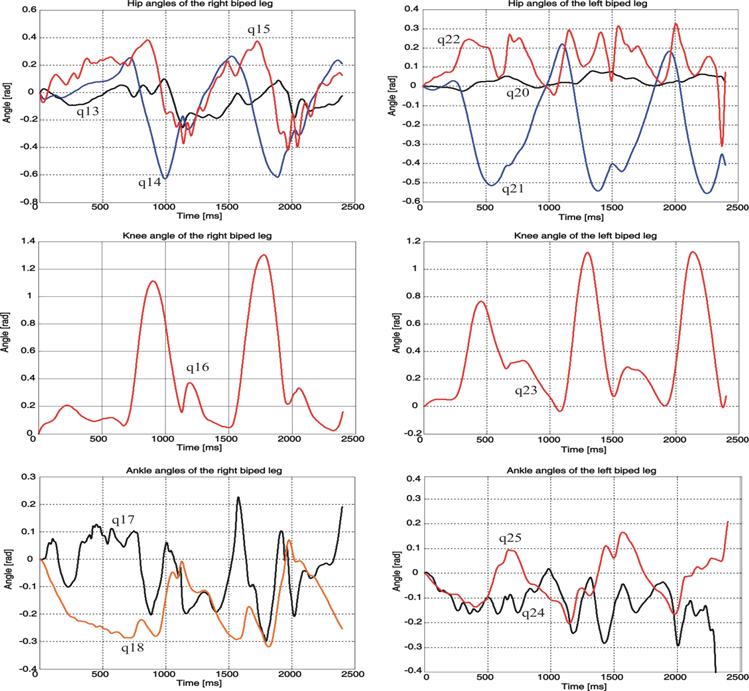 Hip angles of the right biped leg
Angle [rad]
0.6
0.4
0.2
0
-0.2
-0.4
-0.6
-0.8
q15
q13
q14
0
500
1000
1500
2000
2500
Time [ms]
Hip angles of the left biped leg
Angle [rad]
0.4
0.3
0.2
0.1
0
-0.1
-0.2
-0.3
-0.4
-0.5
-0.6
q22
q20
q21
0
500
1000
1500
2000
2500
Time [ms]
Knee angle of the right biped leg
Angle [rad]
1.4
1.2
1
0.8
0.6
0.4
0.2
0
q16
0
500
1000
1500
2000
2500
Time [ms]
Knee angle of the left biped leg
Angle [rad]
1.2
1
0.8
0.6
0.4
0.2
0
-0.2
q23
0
500
1000
1500
2000
2500
Time [ms]
Ankle angles of the right biped leg
Angle [rad]
0.3
0.2
0.1
0
-0.1
-0.2
-0.3
-0.4
q17
q18
0
500
1000
1500
2000
2500
Time [ms]
Ankle angles of the left biped leg
Angle [rad]
0.4
0.3
0.2
0.1
0
-0.1
-0.2
-0.3
0.4
q25
q24
0
500
1000
1500
2000
2500
Time [ms]